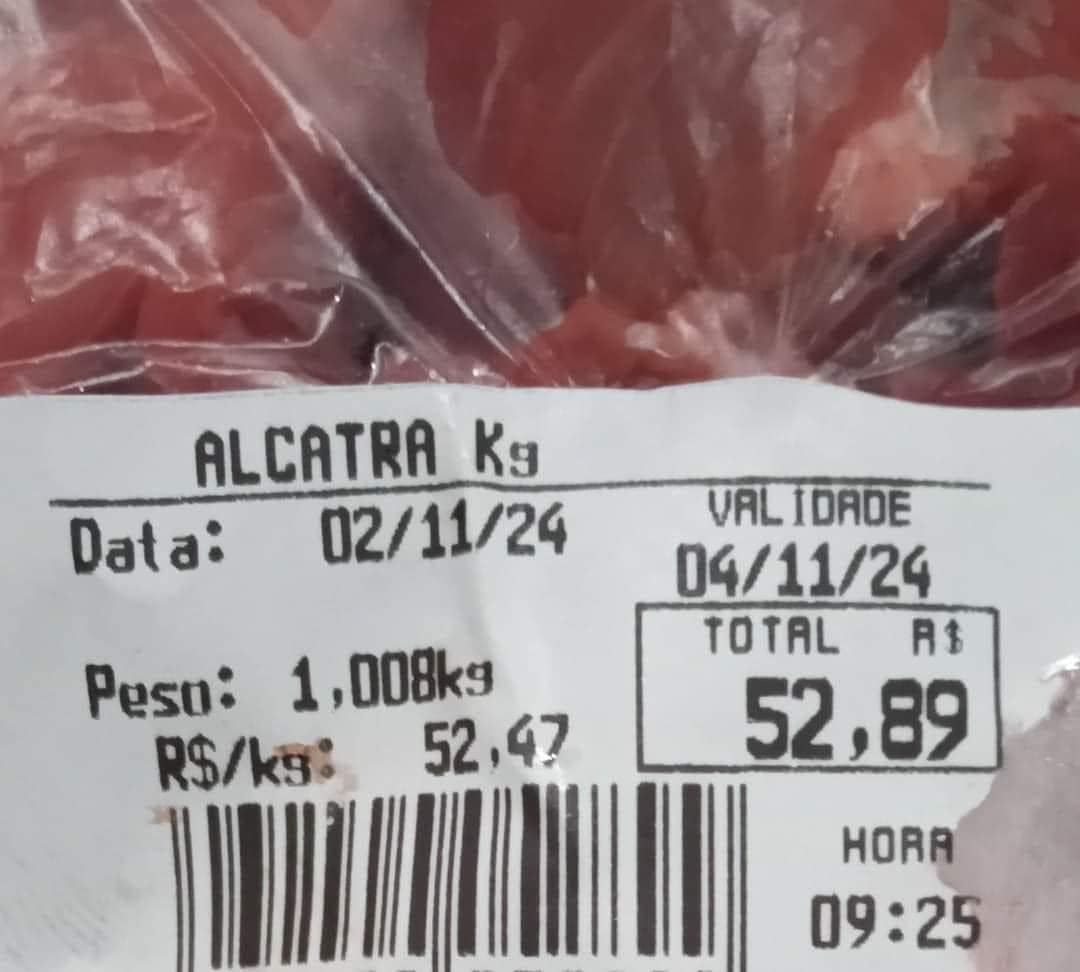 ALCATRA Kg
Data: 02/11/24
VALIDADE
04/11/24
TOTAL R$
52,89
Peso: 1,008kg
R$/kg: 52,47
HORA
09:25